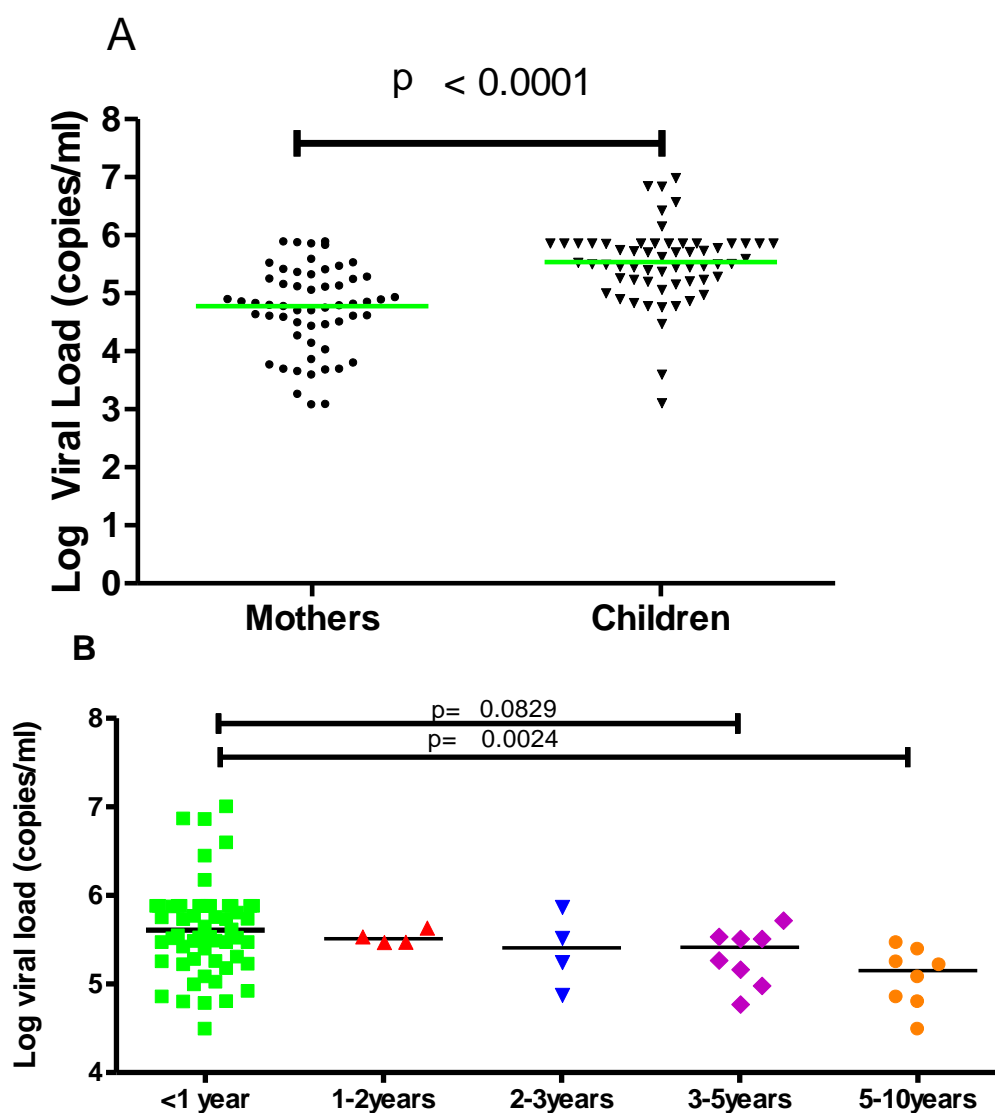 A
p < 0.0001
Log Viral Load (copies/ml)
8
7
6
5
4
3
2
1
0
Mothers Children
B
p= 0.0829
p= 0.0024
Log viral load (copies/ml)
8
7
6
5
4
<1 year 1-2years 2-3years 3-5years 5-10years